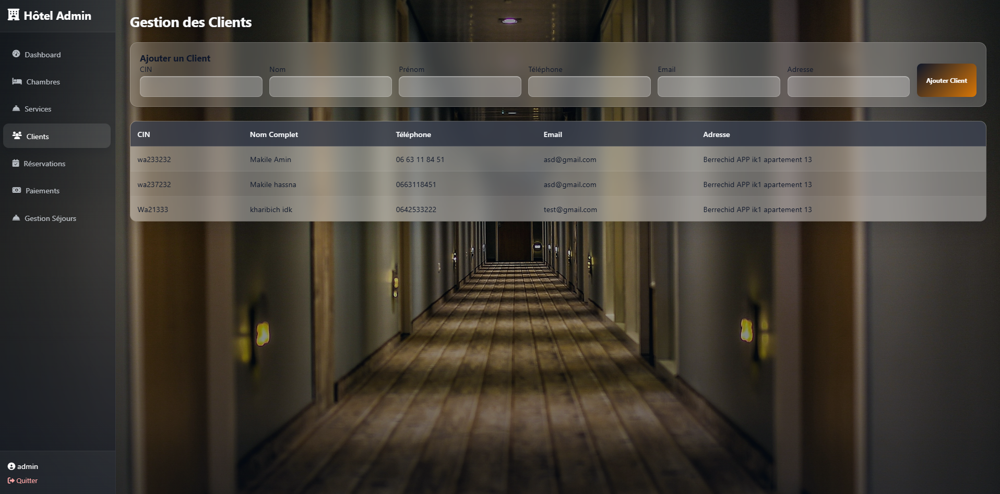 Hôtel Admin
Dashboard
Chambres
Services
Clients
Réservations
Paiements
Gestion Séjours
admin
Quitter
Gestion des Clients
Ajouter un Client
CIN Nom Prénom Téléphone Email Adresse
Ajouter Client
CIN Nom Complet Téléphone Email Adresse
wa233232 Makile Amin 06 63 11 84 51 asd@gmail.com Berrechid APP ik1 apartement 13
wa237232 Makile hassna 0663118451 asd@gmail.com Berrechid APP ik1 apartement 13
Wa21333 kharibich idk 0642533222 test@gmail.com Berrechid APP ik1 apartement 13